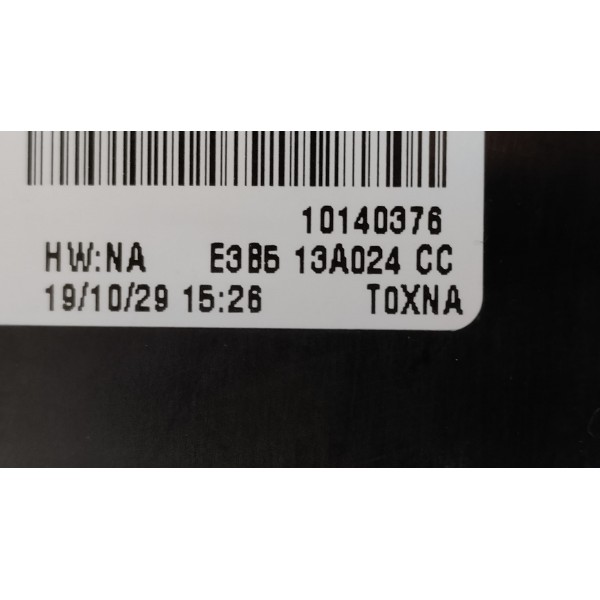 10140376
HW:NA E3B5 13A024 CC
19/10/29 15:26 T0XNA